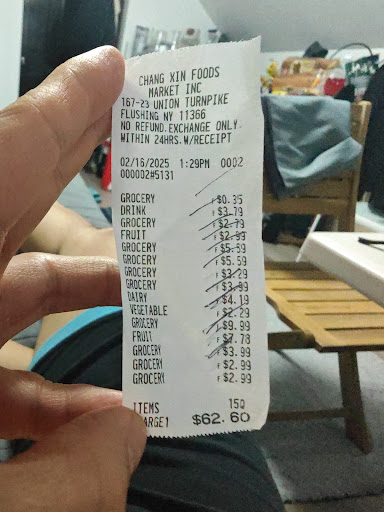 CHANG XIN FOODS
MARKET INC
167-23 UNION TURNPIKE
FLUSHING NY 11366
NO REFUND.EXCHANGE ONLY.
WITHIN 24HRS.W/RECEIPT
02/16/2025 1:29PM 0002
000002#5131
GROCERY F$0.35
DRINK F$3.79
GROCERY F$2.79
FRUIT F$2.99
GROCERY F$5.59
GROCERY F$5.59
GROCERY F$3.29
GROCERY F$3.99
DAIRY F$4.19
VEGETABLE F$2.29
GROCERY F$9.99
FRUIT F$7.78
GROCERY F$3.99
GROCERY F$2.99
GROCERY F$2.99
ITEMS 15Q
ARGE1 $62.60